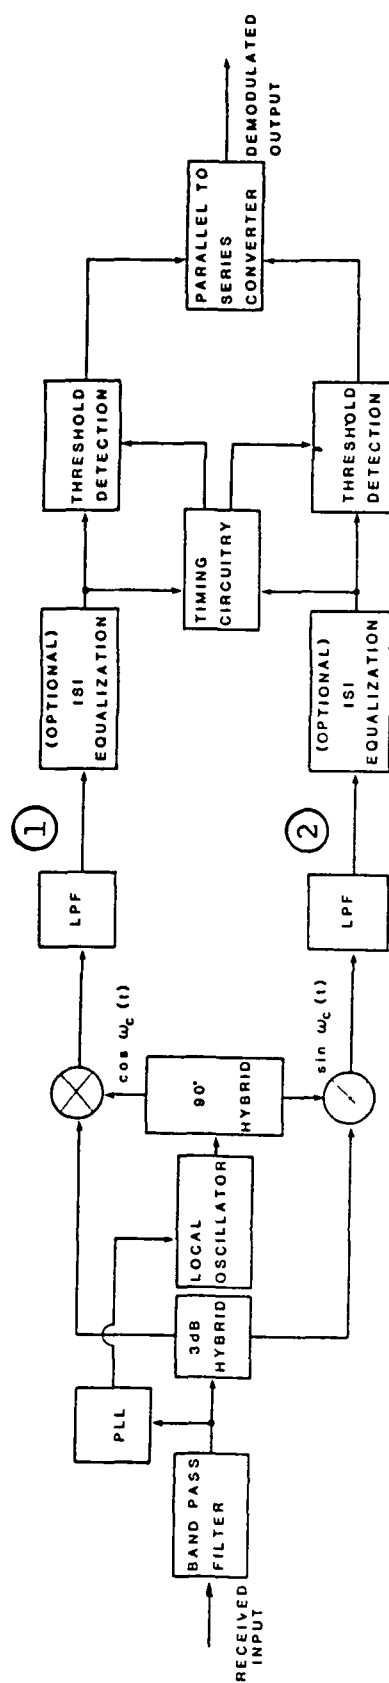 RECEIVED
INPUT
BAND PASS
FILTER
PLL
3dB
HYBRID
LOCAL
OSCILLATOR
90°
HYBRID
cos ω_c (t)
sin ω_c (t)
LPF
1
LPF
2
(OPTIONAL)
ISI
EQUALIZATION
(OPTIONAL)
ISI
EQUALIZATION
TIMING
CIRCUITRY
THRESHOLD
DETECTION
THRESHOLD
DETECTION
PARALLEL TO
SERIES
CONVERTER
DEMODULATED
OUTPUT